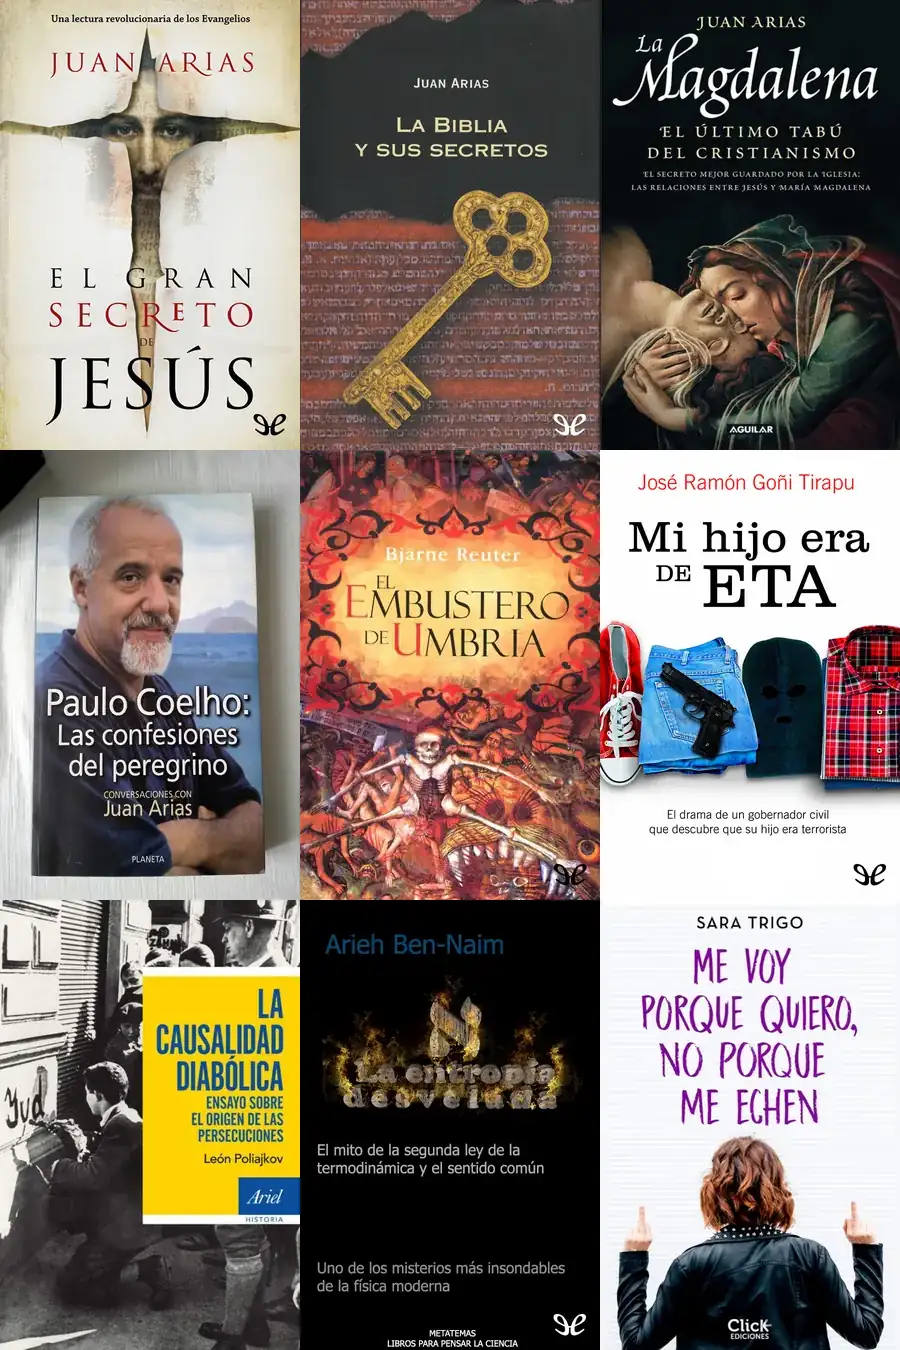 Una lectura revolucionaria de los Evangelios
JUAN ARIAS
EL GRAN
SECRETO
DE
JESÚS
JUAN ARIAS
LA BIBLIA
Y SUS SECRETOS
JUAN ARIAS
La
Magdalena
EL ÚLTIMO TABÚ
DEL CRISTIANISMO
EL SECRETO MEJOR GUARDADO POR LA IGLESIA:
LAS RELACIONES ENTRE JESÚS Y MARÍA MAGDALENA
AGUILAR
Paulo Coelho:
Las confesiones
del peregrino
CONVERSACIONES CON
Juan Arias
PLANETA
Bjarne Reuter
EL
EMBUSTERO
DE UMBRIA
José Ramón Goñi Tirapu
Mi hijo era
DE ETA
El drama de un gobernador civil
que descubre que su hijo era terrorista
Jud
LA
CAUSALIDAD
DIABÓLICA
ENSAYO SOBRE
EL ORIGEN DE LAS
PERSECUCIONES
León Poliajkov
Ariel
HISTORIA
Arieh Ben-Naim
א
La entropía
desvelada
El mito de la segunda ley de la
termodinámica y el sentido común
Uno de los misterios más insondables
de la física moderna
METATEMAS
LIBROS PARA PENSAR LA CIENCIA
SARA TRIGO
ME VOY
PORQUE QUIERO,
NO PORQUE
ME ECHEN
Click
EDICIONES